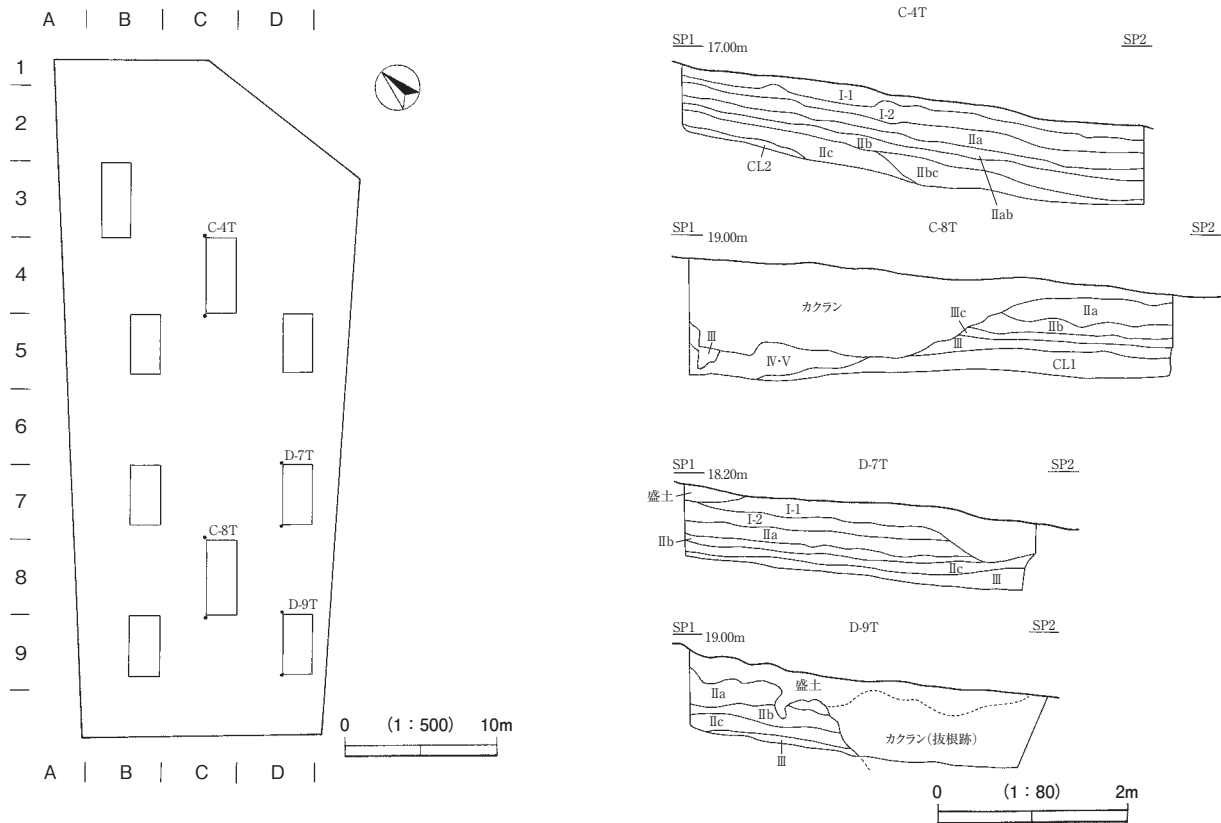 A B C D
1
2
3
4
5
6
7
8
9
C-4T
D-7T
C-8T
D-9T
A B C D
0 (1：500) 10m
C-4T
SP1 17.00m SP2
I-1
I-2
Ⅱa
Ⅱb
Ⅱc
Ⅱbc
CL2
Ⅱab
C-8T
SP1 19.00m SP2
カクラン
Ⅲc
Ⅱa
Ⅱb
Ⅲ
Ⅲ
Ⅳ・Ⅴ
CL1
D-7T
SP1 18.20m SP2
盛土
I-1
I-2
Ⅱa
Ⅱb
Ⅱc
Ⅲ
D-9T
SP1 19.00m SP2
盛土
Ⅱa
Ⅱb
Ⅱc
カクラン(抜根跡)
Ⅲ
0 (1：80) 2m